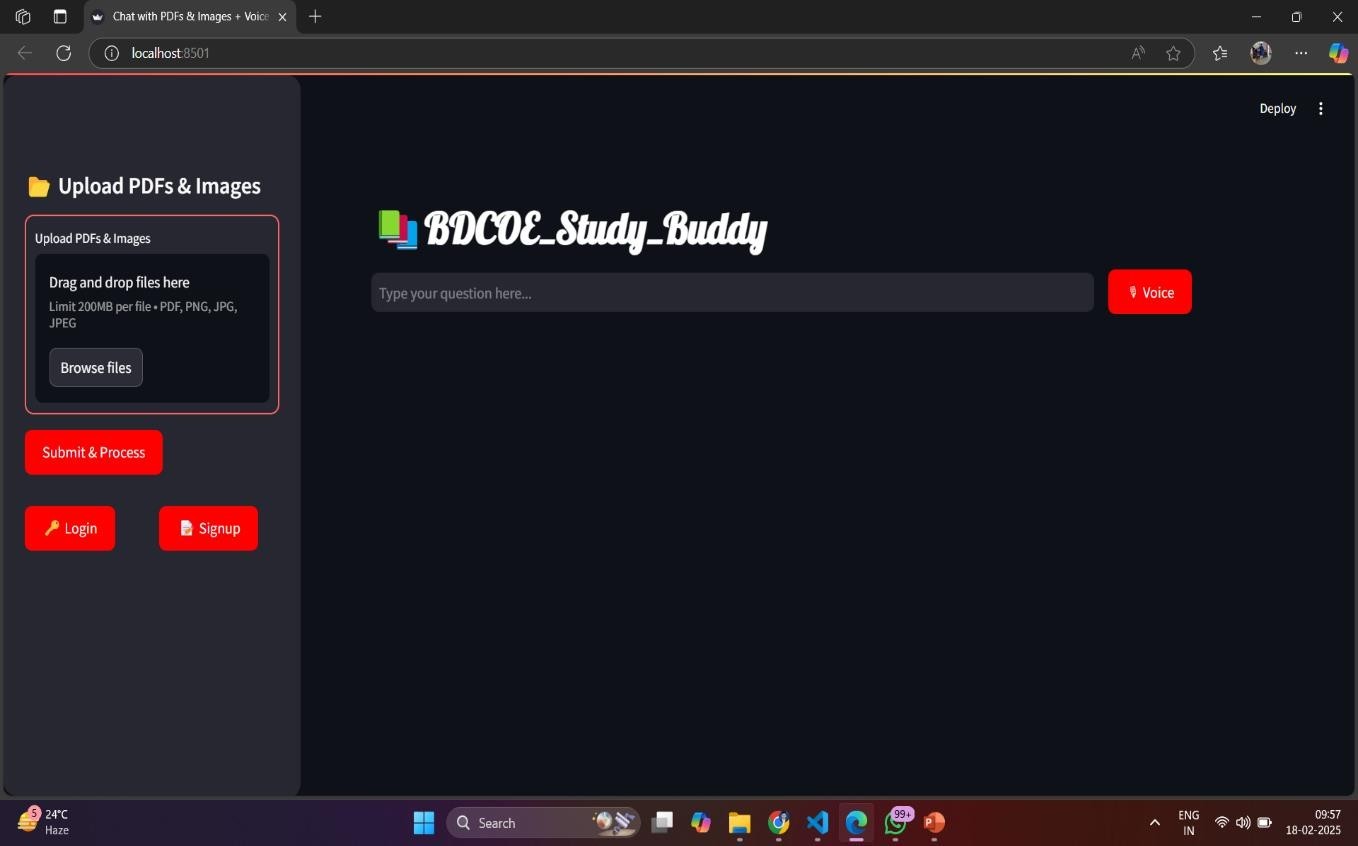 Chat with PDFs & Images + Voice
localhost:8501
Deploy
Upload PDFs & Images
Upload PDFs & Images
Drag and drop files here
Limit 200MB per file • PDF, PNG, JPG,
JPEG
Browse files
Submit & Process
Login
Signup
BDCOE_Study_Buddy
Type your question here...
Voice
5
24°C
Haze
Search
99+
ENG
IN
09:57
18-02-2025